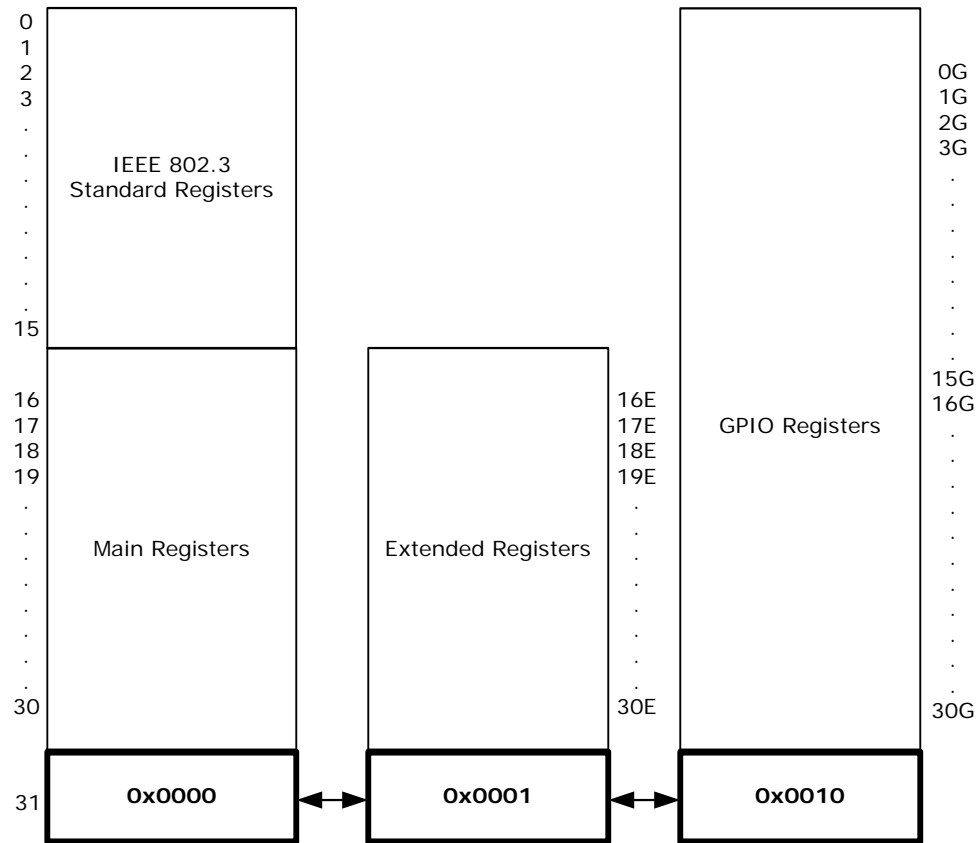 0
1
2
3
.
.
.
.
.
.
.
.
15
IEEE 802.3
Standard Registers
16
17
18
19
.
.
.
.
.
.
.
.
30
Main Registers
Extended Registers
16E
17E
18E
19E
.
.
.
.
.
.
.
.
30E
GPIO Registers
0G
1G
2G
3G
.
.
.
.
.
.
.
.
15G
16G
.
.
.
.
.
.
.
.
.
.
.
30G
31
0x0000
0x0001
0x0010